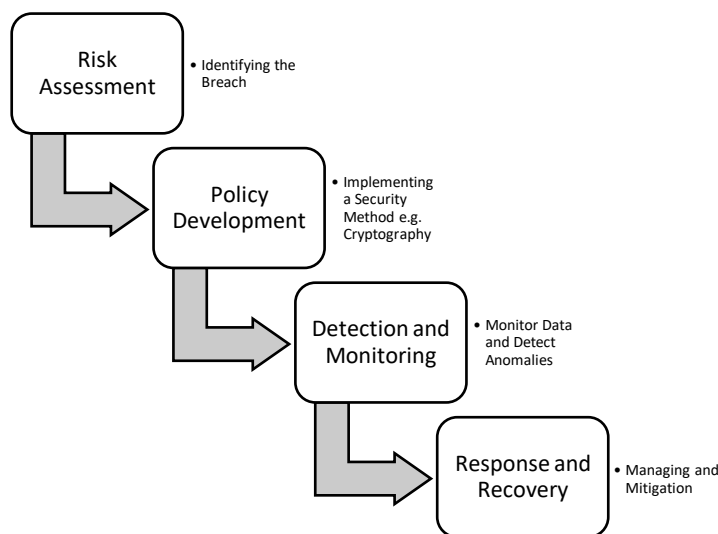 Risk
Assessment
• Identifying the
Breach
Policy
Development
• Implementing
a Security
Method e.g.
Cryptography
Detection and
Monitoring
• Monitor Data
and Detect
Anomalies
Response and
Recovery
• Managing and
Mitigation